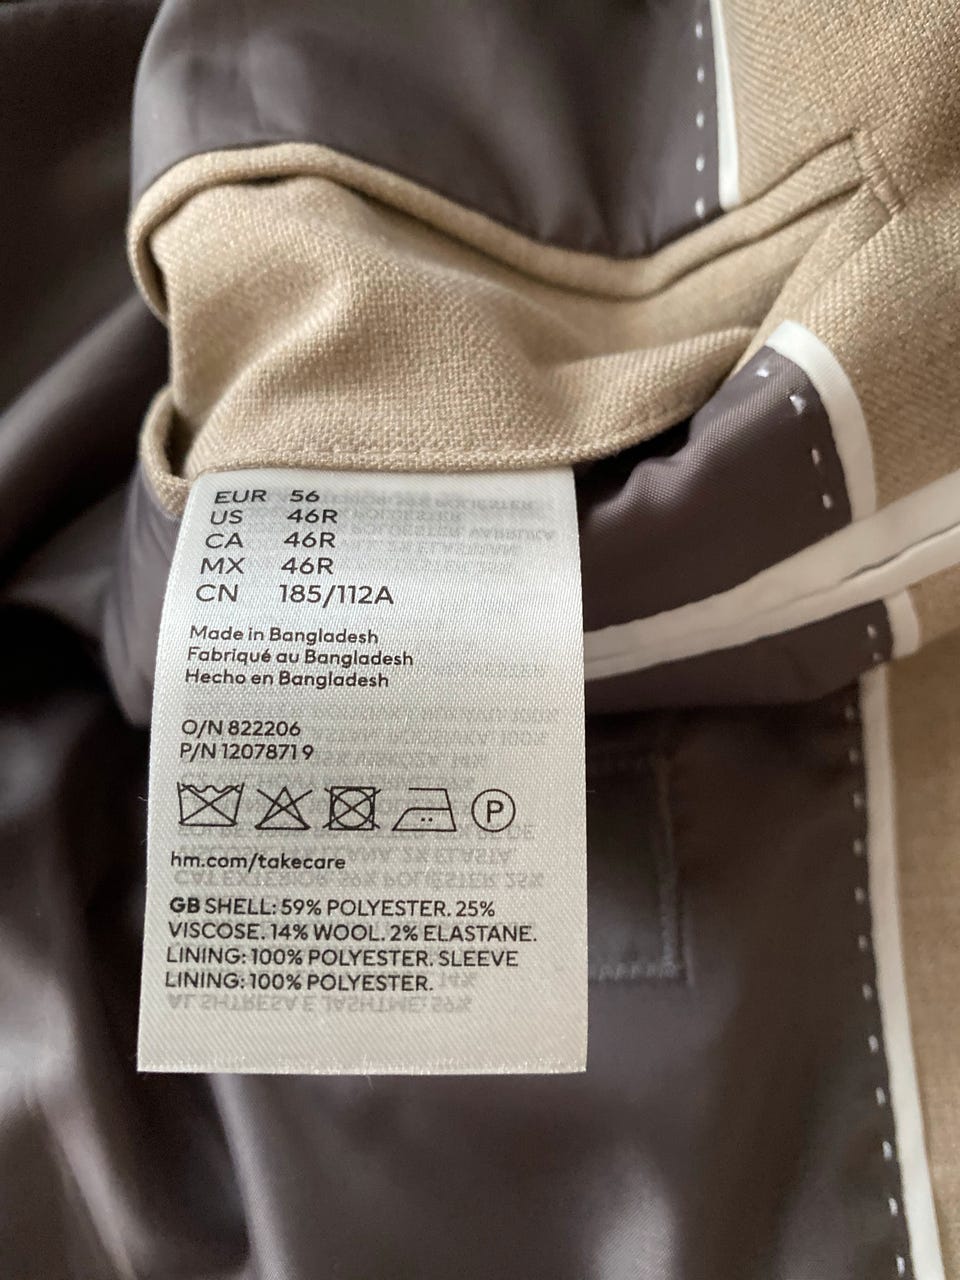 EUR 56
US 46R
CA 46R
MX 46R
CN 185/112A
Made in Bangladesh
Fabriqué au Bangladesh
Hecho en Bangladesh
O/N 822206
P/N 1207871 9
P
hm.com/takecare
GB SHELL: 59% POLYESTER. 25%
VISCOSE. 14% WOOL. 2% ELASTANE.
LINING: 100% POLYESTER. SLEEVE
LINING: 100% POLYESTER.